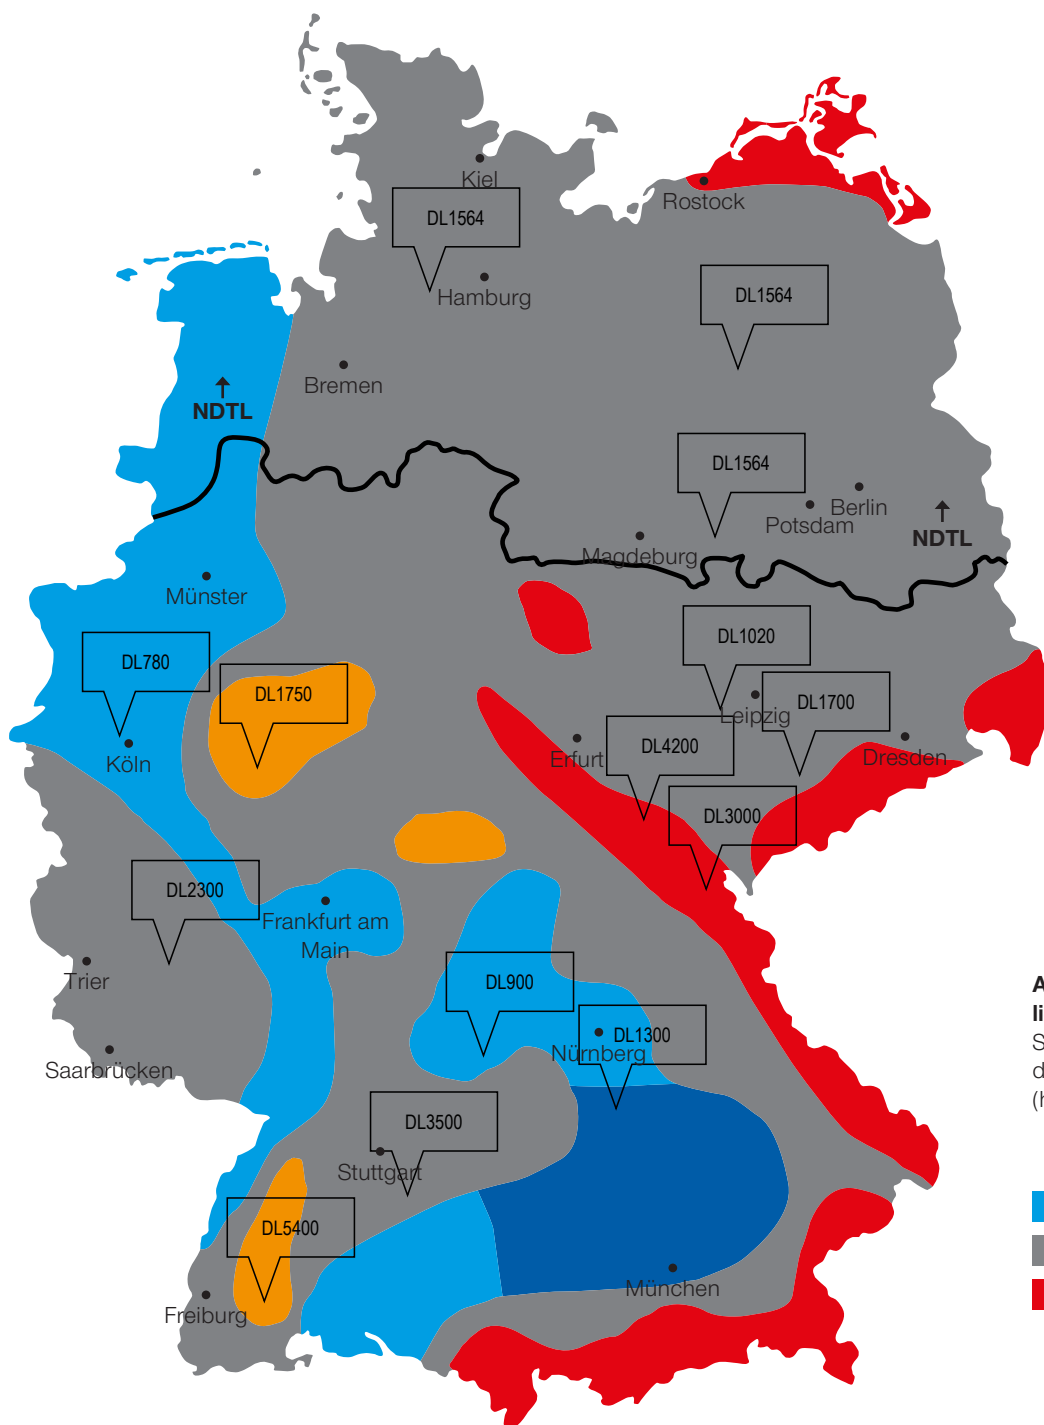 Kiel
Rostock
DL1564
Hamburg
DL1564
Bremen
NDTL
DL1564
Berlin
Potsdam
NDTL
Magdeburg
Münster
DL1020
DL780
DL1750
Leipzig
DL1700
Köln
Erfurt
DL4200
Dresden
DL3000
DL2300
Frankfurt am
Main
Trier
DL900
DL1300
Nürnberg
Saarbrücken
A
li
S
d
(h
DL3500
Stuttgart
DL5400
München
Freiburg